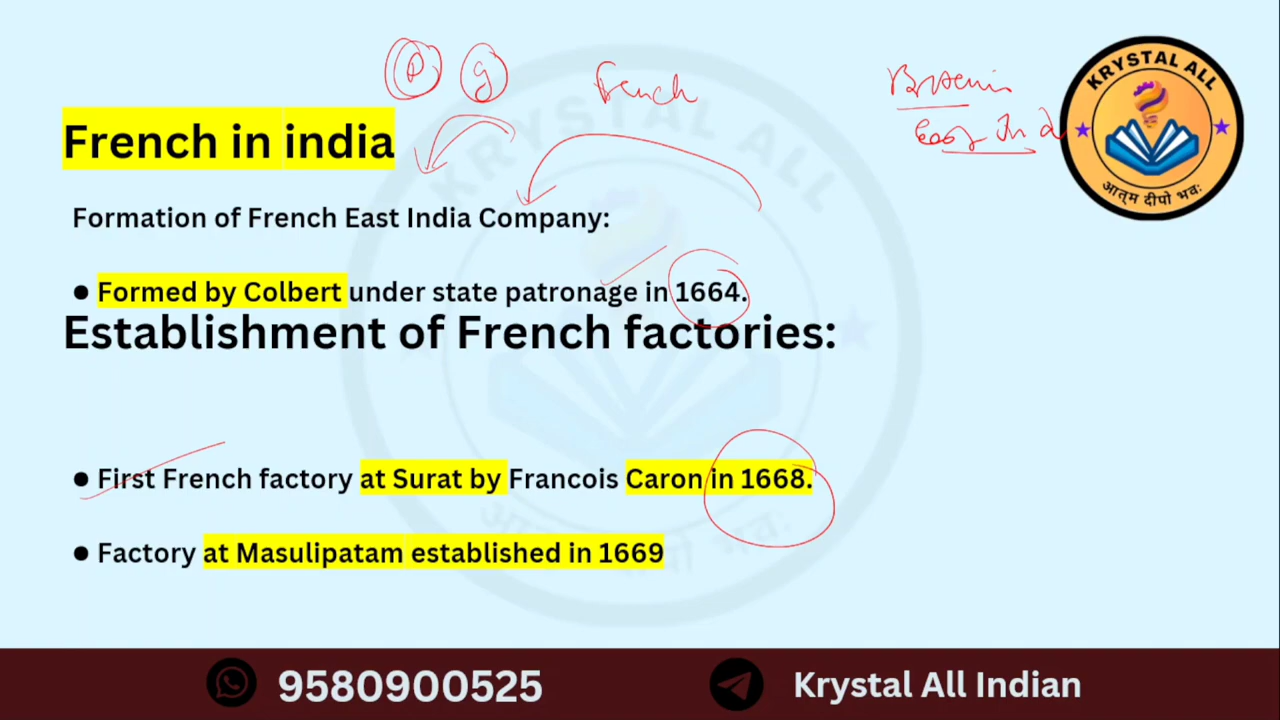 French
KRYSTAL ALL
आत्म दीपो भवः
French in india
Formation of French East India Company:
● Formed by Colbert under state patronage in 1664.
Establishment of French factories:
● First French factory at Surat by Francois Caron in 1668.
● Factory at Masulipatam established in 1669
9580900525
Krystal All Indian